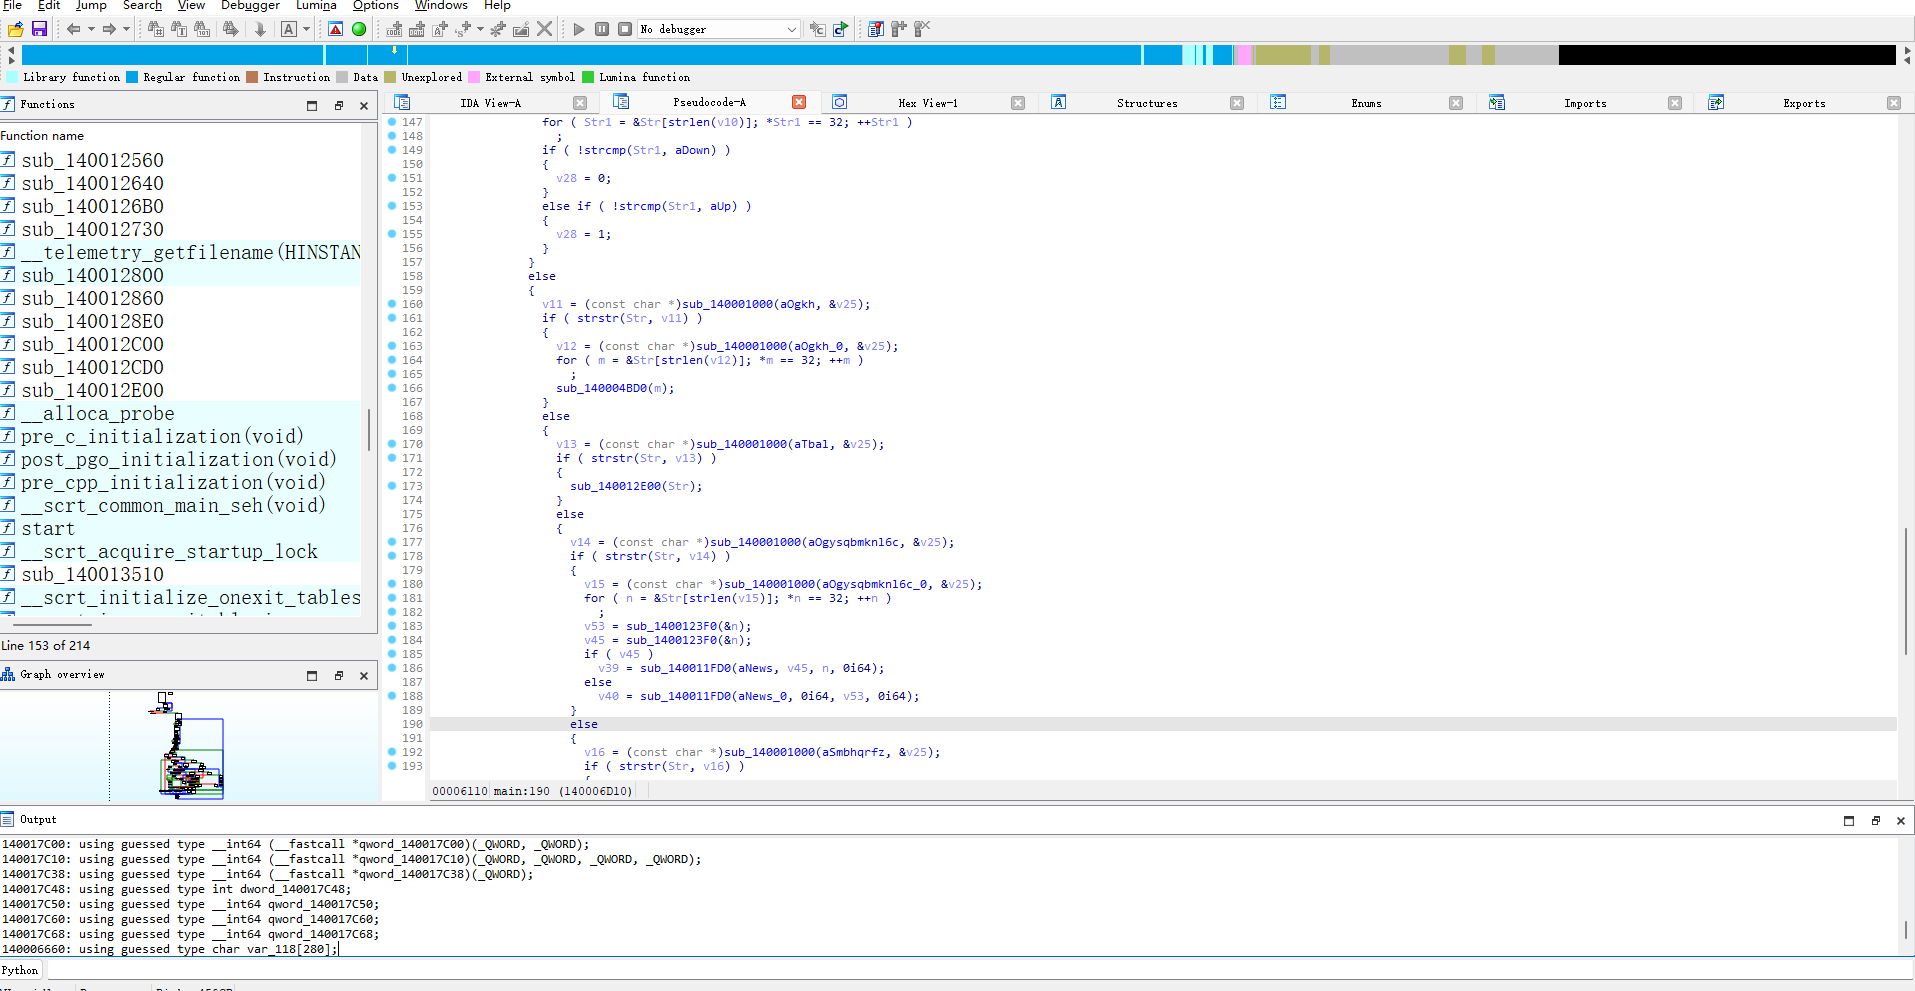 File Edit Jump Search View Debugger Lumina Options Windows Help
No debugger
Library function Regular function Instruction Data Unexplored External symbol Lumina function
Functions
IDA View-A Pseudocode-A Hex View-1 Structures Enums Imports Exports
Function name
sub_140012560
sub_140012640
sub_1400126B0
sub_140012730
__telemetry_getfilename(HINSTAN
sub_140012800
sub_140012860
sub_1400128E0
sub_140012C00
sub_140012CD0
sub_140012E00
__alloca_probe
pre_c_initialization(void)
post_pgo_initialization(void)
pre_cpp_initialization(void)
__scrt_common_main_seh(void)
start
__scrt_acquire_startup_lock
sub_140013510
__scrt_initialize_onexit_tables
Line 153 of 214
Graph overview
147 for ( Str1 = &Str[strlen(v10)]; *Str1 == 32; ++Str1 )
148 ;
149 if ( !strcmp(Str1, aDown) )
150 {
151 v28 = 0;
152 }
153 else if ( !strcmp(Str1, aUp) )
154 {
155 v28 = 1;
156 }
157 }
158 else
159 {
160 v11 = (const char *)sub_140001000(aOgkh, &v25);
161 if ( strstr(Str, v11) )
162 {
163 v12 = (const char *)sub_140001000(aOgkh_0, &v25);
164 for ( m = &Str[strlen(v12)]; *m == 32; ++m )
165 ;
166 sub_140004BD0(m);
167 }
168 else
169 {
170 v13 = (const char *)sub_140001000(aTbal, &v25);
171 if ( strstr(Str, v13) )
172 {
173 sub_140012E00(Str);
174 }
175 else
176 {
177 v14 = (const char *)sub_140001000(aOgysqbmknl6c, &v25);
178 if ( strstr(Str, v14) )
179 {
180 v15 = (const char *)sub_140001000(aOgysqbmknl6c_0, &v25);
181 for ( n = &Str[strlen(v15)]; *n == 32; ++n )
182 ;
183 v53 = sub_1400123F0(&n);
184 v45 = sub_1400123F0(&n);
185 if ( v45 )
186 v39 = sub_140011FD0(aNews, v45, n, 0i64);
187 else
188 v40 = sub_140011FD0(aNews_0, 0i64, v53, 0i64);
189 }
190 else
191 {
192 v16 = (const char *)sub_140001000(aSmbhqrfz, &v25);
193 if ( strstr(Str, v16) )
00006110 main:190 (140006D10)
Output
140017C00: using guessed type __int64 (__fastcall *qword_140017C00)(_QWORD, _QWORD);
140017C10: using guessed type __int64 (__fastcall *qword_140017C10)(_QWORD, _QWORD, _QWORD, _QWORD);
140017C38: using guessed type __int64 (__fastcall *qword_140017C38)(_QWORD);
140017C48: using guessed type int dword_140017C48;
140017C50: using guessed type __int64 qword_140017C50;
140017C60: using guessed type __int64 qword_140017C60;
140017C68: using guessed type __int64 qword_140017C68;
140006660: using guessed type char var_118[280];
Python